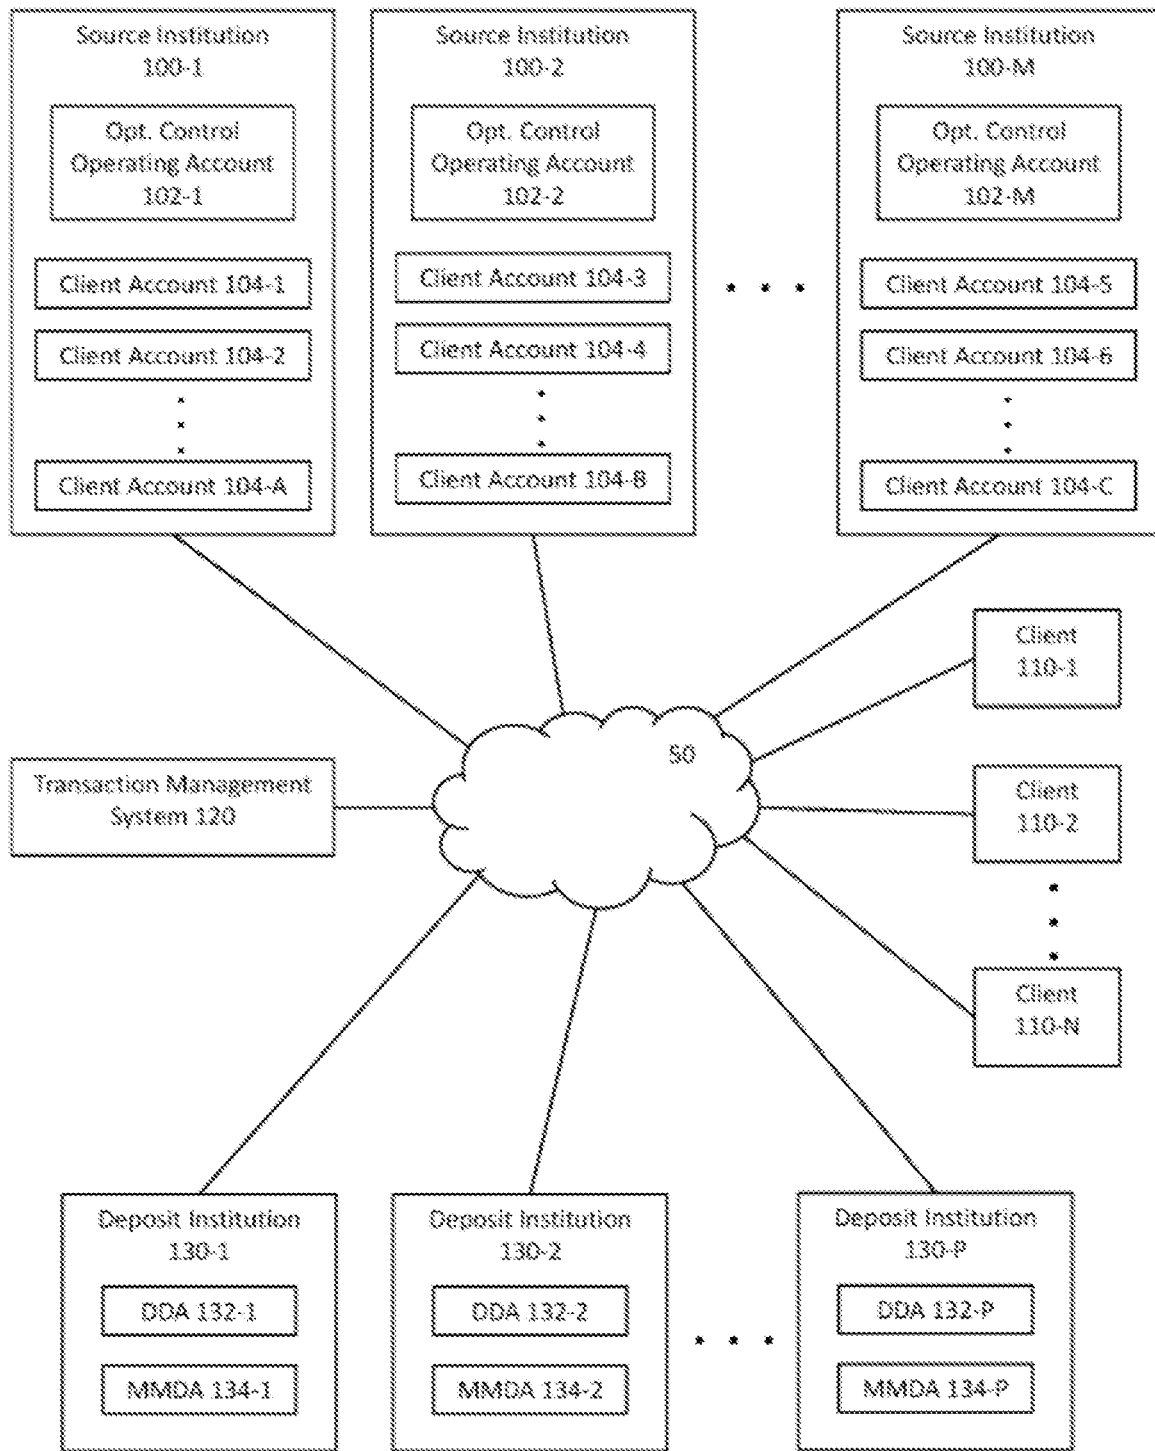 Source Institution
100-1
Opt. Control
Operating Account
102-1
Client Account 104-1
Client Account 104-2
Client Account 104-A
Source Institution
100-2
Opt. Control
Operating Account
102-2
Client Account 104-3
Client Account 104-4
Client Account 104-B
Source Institution
100-M
Opt. Control
Operating Account
102-M
Client Account 104-5
Client Account 104-6
Client Account 104-C
Client
110-1
50
Transaction Management
System 120
Client
110-2
Client
110-N
Deposit Institution
130-1
DDA 132-1
MMDA 134-1
Deposit Institution
130-2
DDA 132-2
MMDA 134-2
Deposit Institution
130-P
DDA 132-P
MMDA 134-P